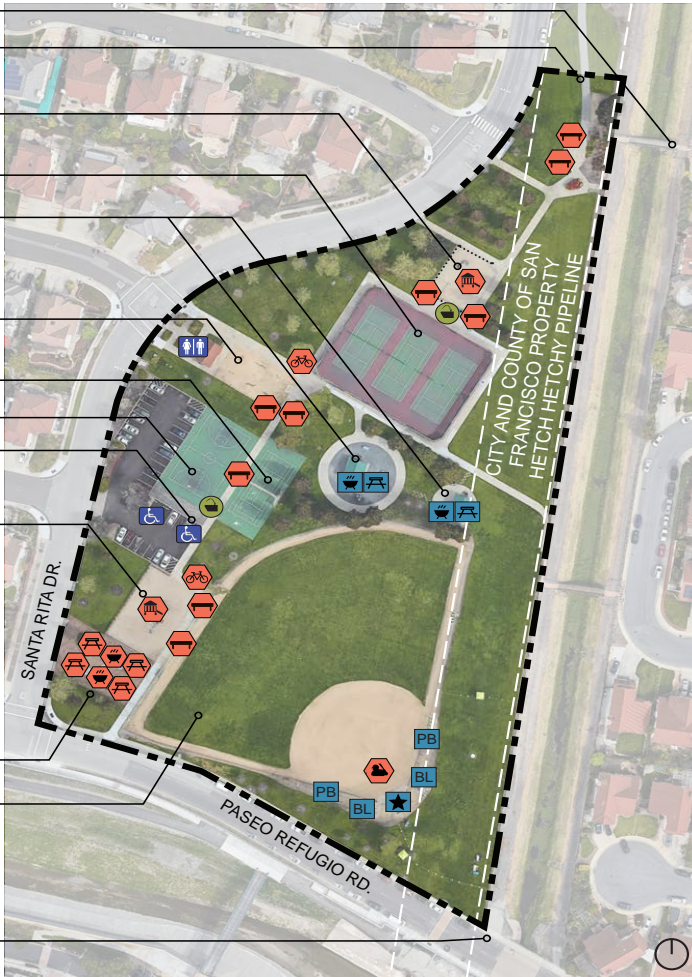 CITY AND COUNTY OF SAN
FRANCISCO PROPERTY
HETCH HETCHY PIPELINE
SANTA RITA DR.
PB
BL
PB
BL
PASEO REFUGIO RD.